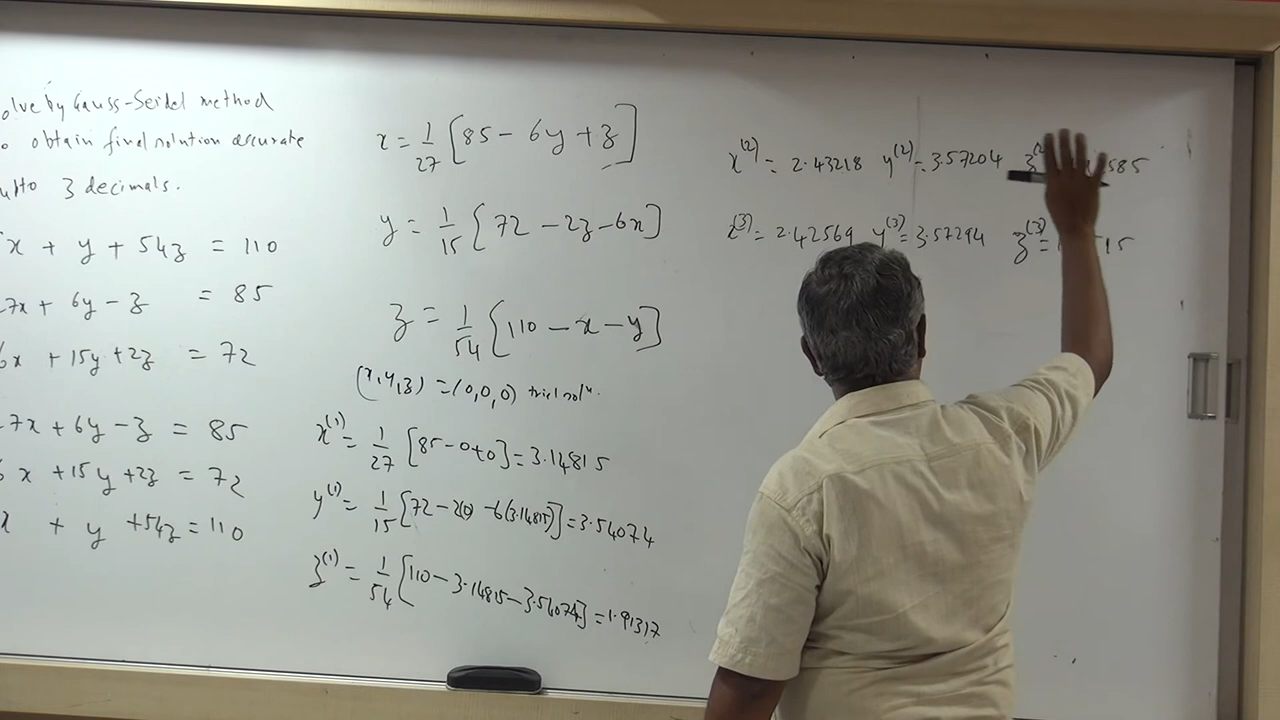 olve by Gauss-Seidel method
o obtain final solution accurate
upto 3 decimals.
x + y + 54z = 110
7x + 6y - z = 85
6x + 15y + 2z = 72
7x + 6y - z = 85
x + 15y + 2z = 72
x + y + 54z = 110
x = 1/27 [85 - 6y + z]
y = 1/15 [72 - 2z - 6x]
z = 1/54 [110 - x - y]
(x, y, z) = (0, 0, 0) trial solⁿ.
x⁽¹⁾ = 1/27 [85 - 0 + 0] = 3.14815
y⁽¹⁾ = 1/15 [72 - 2(0) - 6(3.14815)] = 3.54074
z⁽¹⁾ = 1/54 [110 - 3.14815 - 3.54074] = 1.91317
x⁽²⁾ = 2.43218 y⁽²⁾ = 3.57204 z⁽² 585
x⁽³⁾ = 2.42569 y⁽³⁾ = 3.57294 z⁽³⁾ = 15